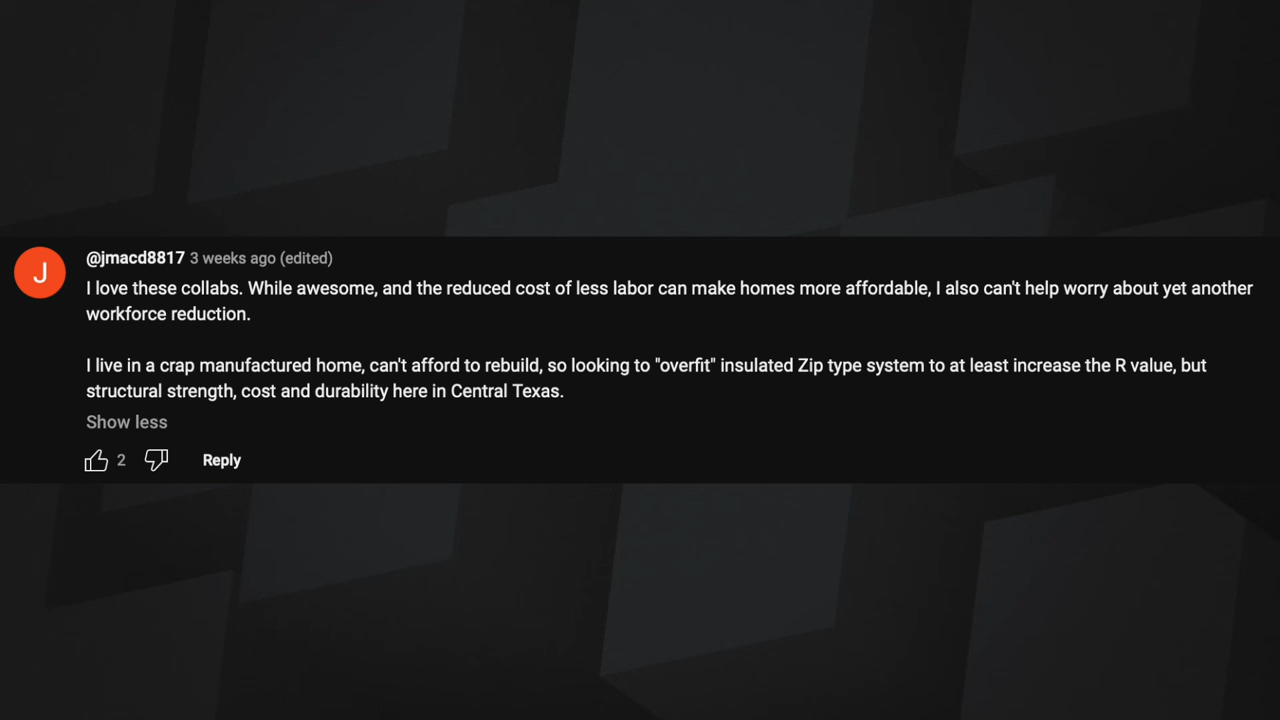 J
@jmacd8817 3 weeks ago (edited)
I love these collabs. While awesome, and the reduced cost of less labor can make homes more affordable, I also can't help worry about yet another
workforce reduction.
I live in a crap manufactured home, can't afford to rebuild, so looking to "overfit" insulated Zip type system to at least increase the R value, but
structural strength, cost and durability here in Central Texas.
Show less
2 Reply